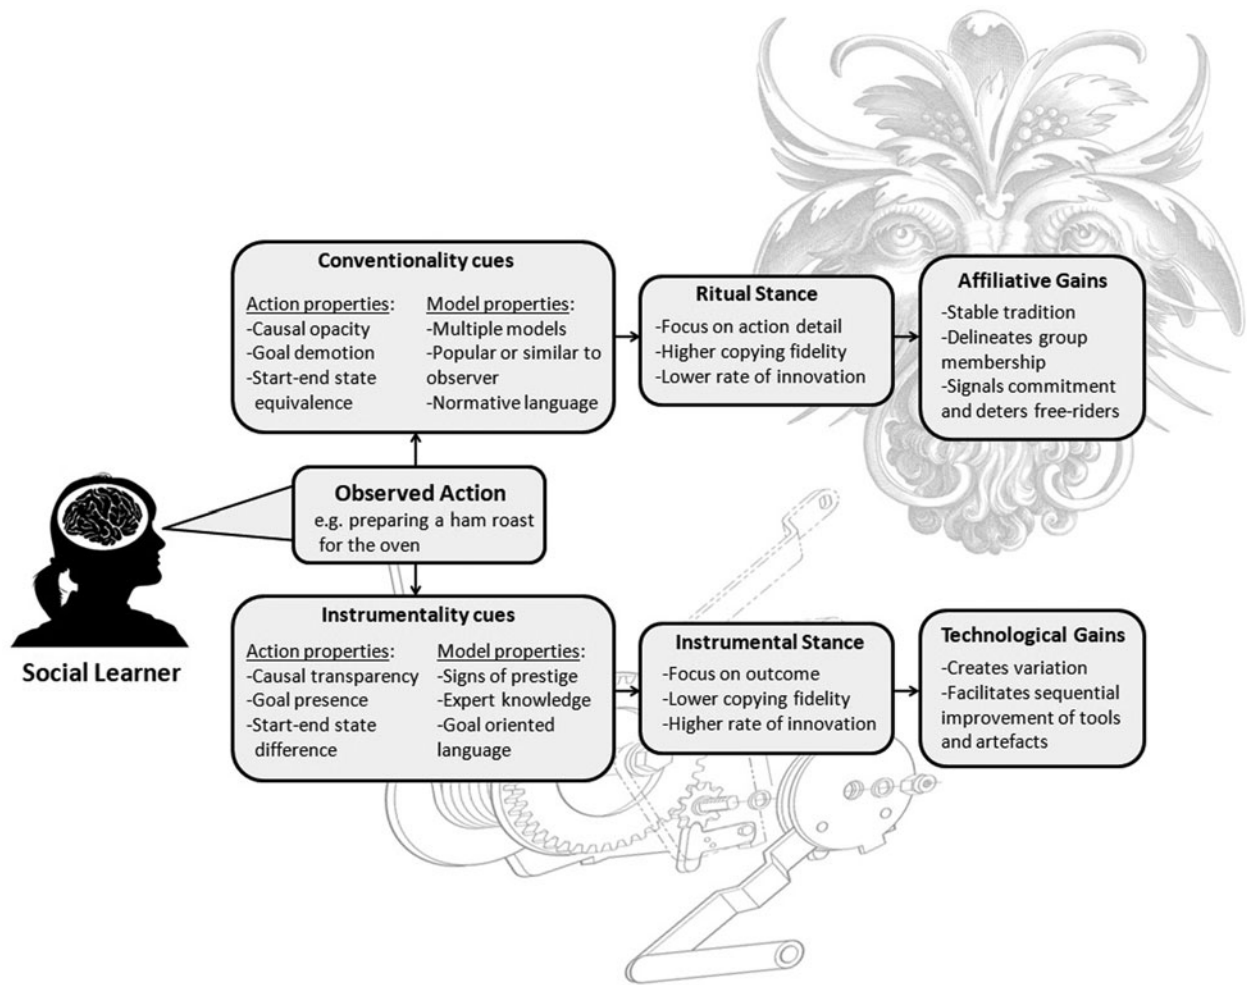 Conventionality cues
Action properties:
-Causal opacity
-Goal demotion
-Start-end state
equivalence
Model properties:
-Multiple models
-Popular or similar to
observer
-Normative language
Ritual Stance
-Focus on action detail
-Higher copying fidelity
-Lower rate of innovation
Affiliative Gains
-Stable tradition
-Delineates group
membership
-Signals commitment
and deters free-riders
Observed Action
e.g. preparing a ham roast
for the oven
Social Learner
Instrumentality cues
Action properties:
-Causal transparency
-Goal presence
-Start-end state
difference
Model properties:
-Signs of prestige
-Expert knowledge
-Goal oriented
language
Instrumental Stance
-Focus on outcome
-Lower copying fidelity
-Higher rate of innovation
Technological Gains
-Creates variation
-Facilitates sequential
improvement of tools
and artefacts